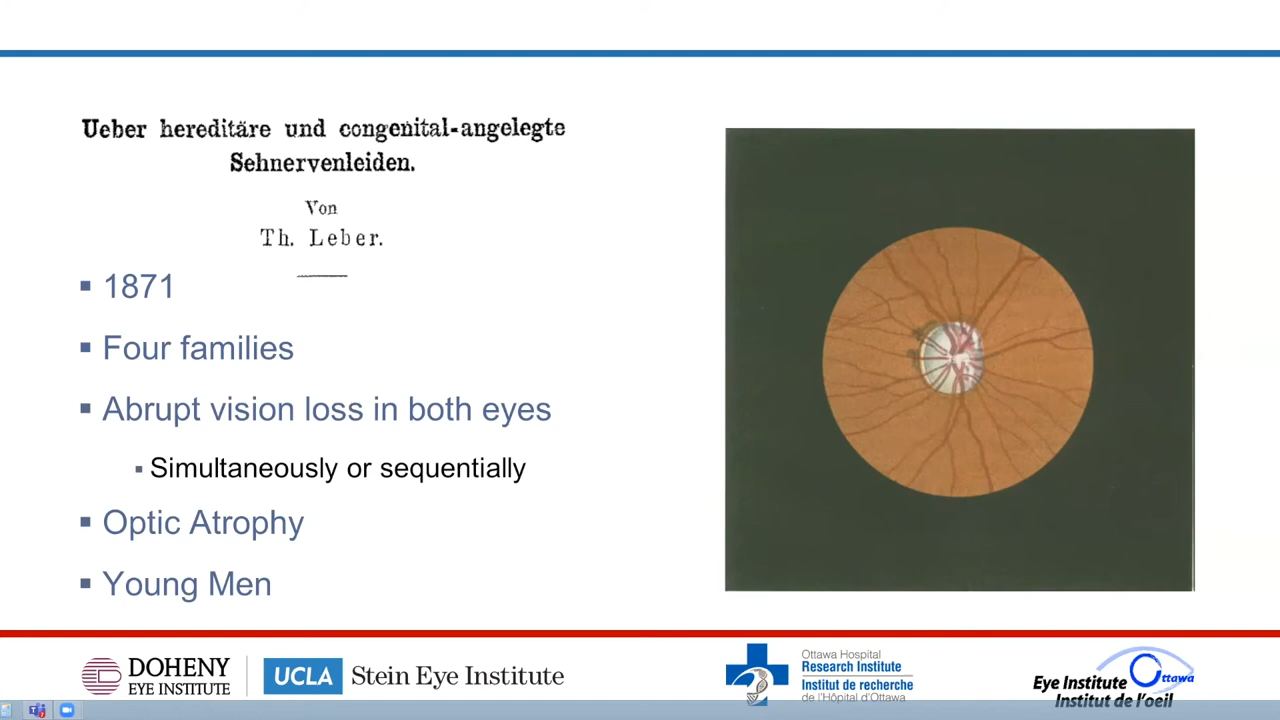 Ueber hereditäre und congenital-angelegte
Sehnervenleiden.
Von
Th. Leber.
1871
Four families
Abrupt vision loss in both eyes
Simultaneously or sequentially
Optic Atrophy
Young Men
DOHENY
EYE INSTITUTE
UCLA Stein Eye Institute
Ottawa Hospital
Research Institute
Institut de recherche
de l'Hôpital d'Ottawa
Eye Institute Ottawa
Institut de l'oeil